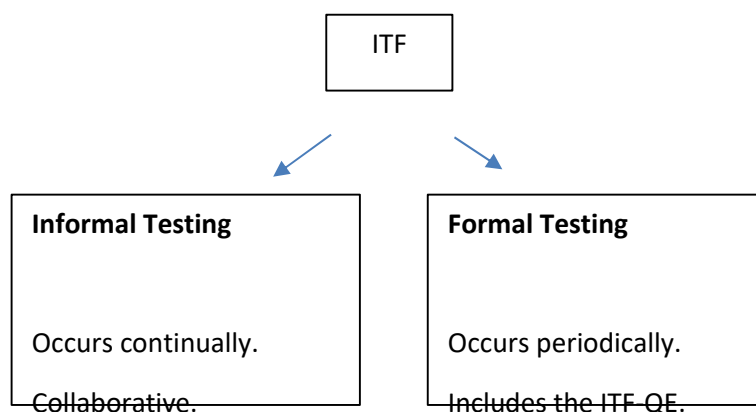 ITF
Informal Testing
Occurs continually.
Collaborative.
Formal Testing
Occurs periodically.
Includes the ITF-QE.